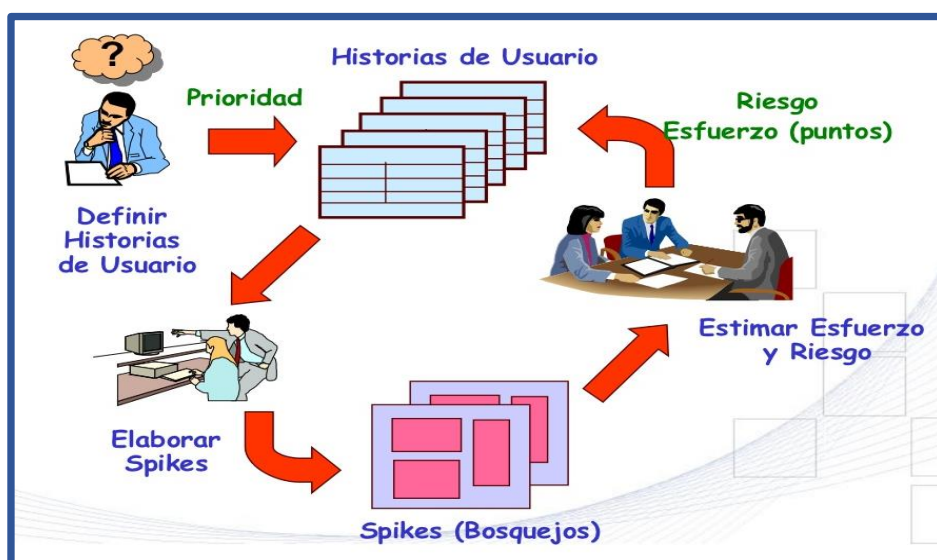 ?
Historias de Usuario
Prioridad
Riesgo
Esfuerzo (puntos)
Definir
Historias
de Usuario
Estimar Esfuerzo
y Riesgo
Elaborar
Spikes
Spikes (Bosquejos)